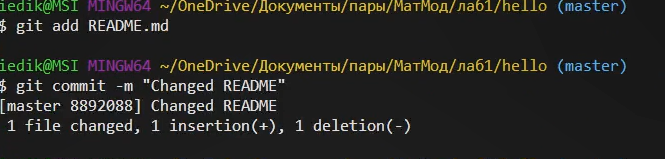 iedik@MSI MINGW64 ~/OneDrive/Документы/пары/МатМод/лаб1/hello (master)
$ git add README.md
iedik@MSI MINGW64 ~/OneDrive/Документы/пары/МатМод/лаб1/hello (master)
$ git commit -m "Changed README"
[master 8892088] Changed README
1 file changed, 1 insertion(+), 1 deletion(-)